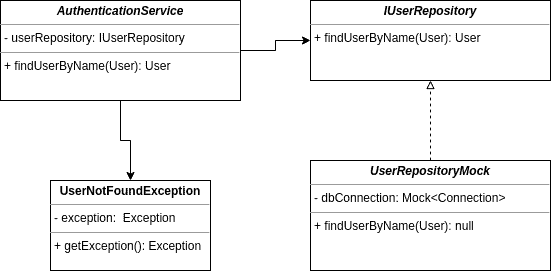 AuthenticationService
- userRepository: IUserRepository
+ findUserByName(User): User
IUserRepository
+ findUserByName(User): User
UserNotFoundException
- exception:  Exception
+ getException(): Exception
UserRepositoryMock
- dbConnection: Mock<Connection>
+ findUserByName(User): null